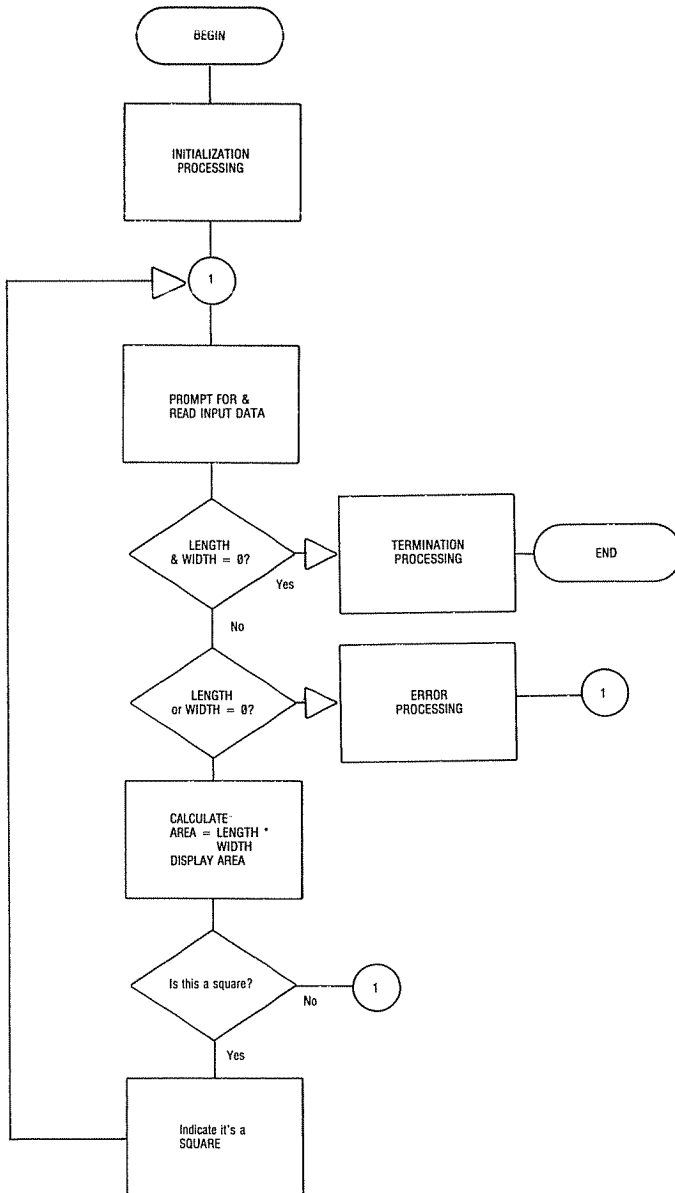 BEGIN
INITIALIZATION
PROCESSING
1
PROMPT FOR &
READ INPUT DATA
LENGTH
& WIDTH = 0?
Yes
TERMINATION
PROCESSING
END
No
LENGTH
or WIDTH = 0?
ERROR
PROCESSING
1
CALCULATE
AREA = LENGTH *
WIDTH
DISPLAY AREA
Is this a square?
No
1
Yes
Indicate it's a
SQUARE